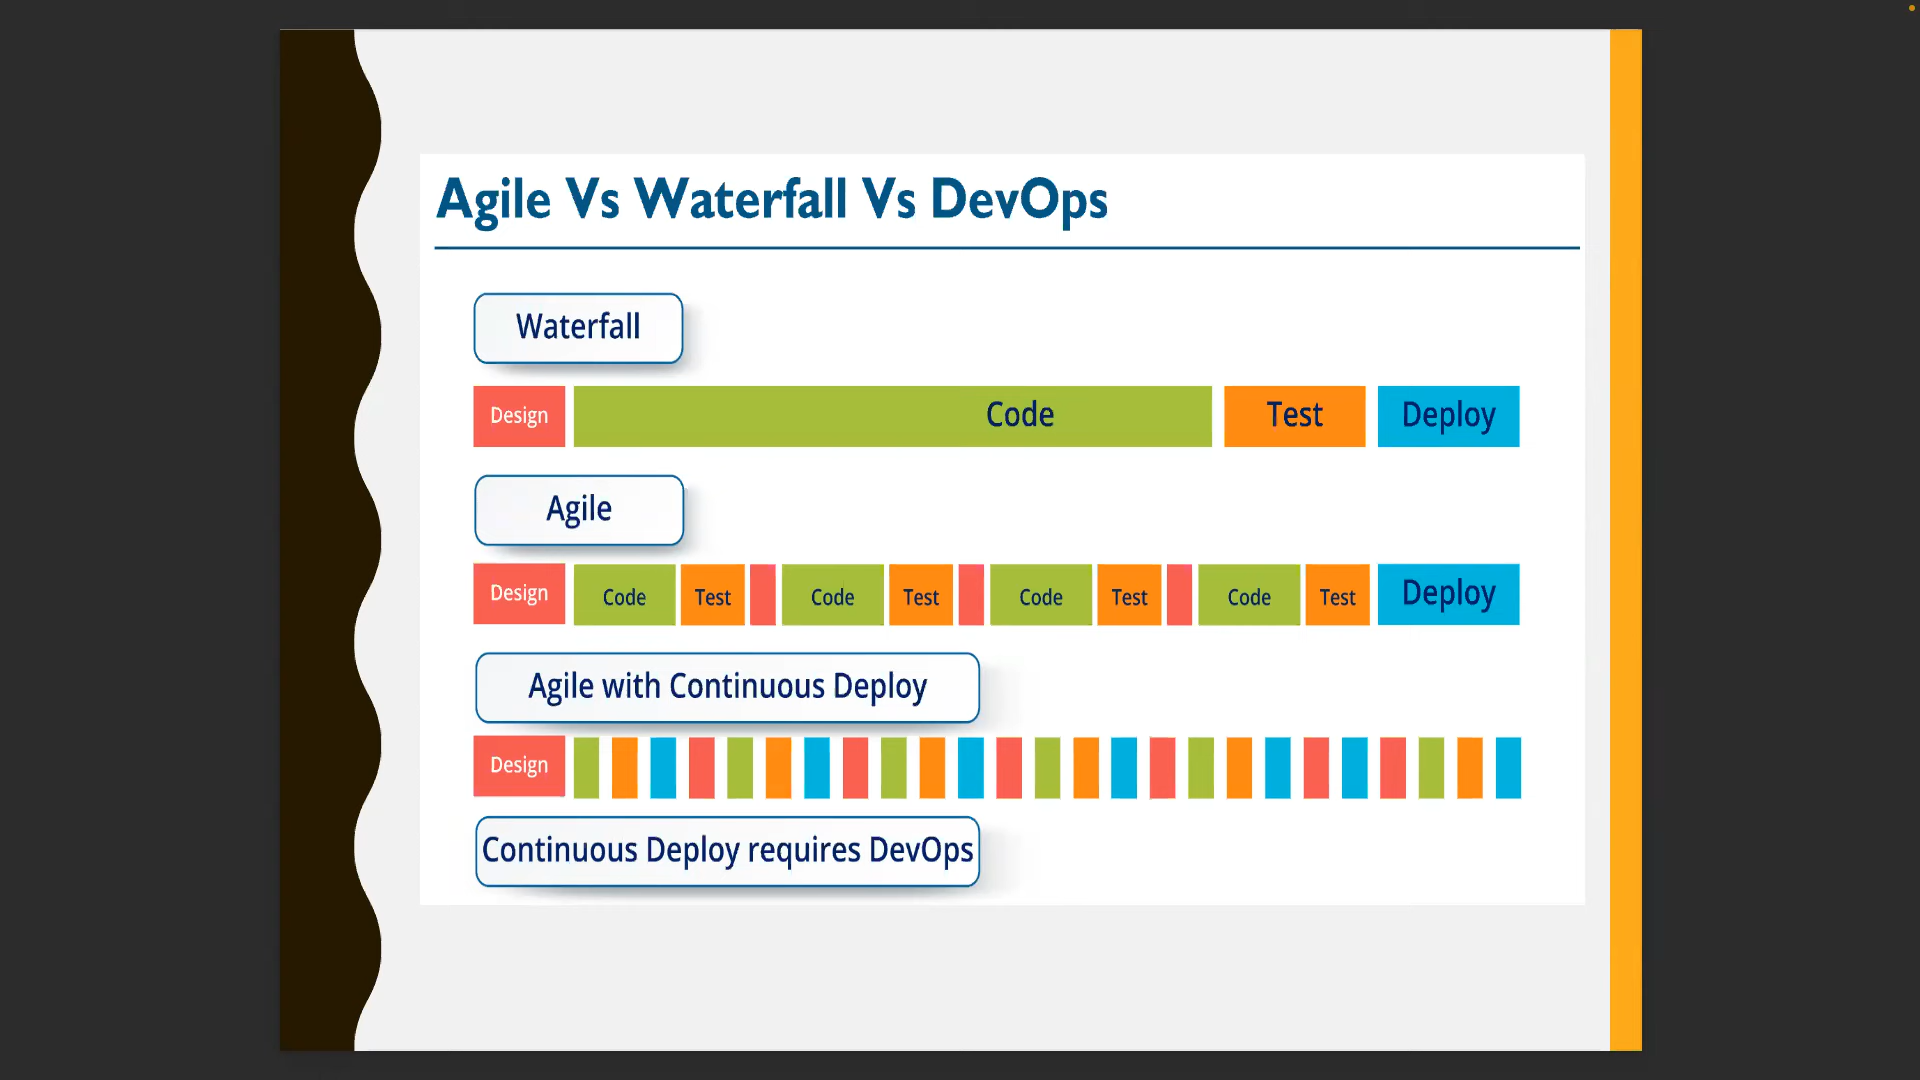 Agile Vs Waterfall Vs DevOps
Waterfall
Design Code Test Deploy
Agile
Design Code Test Code Test Code Test Code Test Deploy
Agile with Continuous Deploy
Design
Continuous Deploy requires DevOps